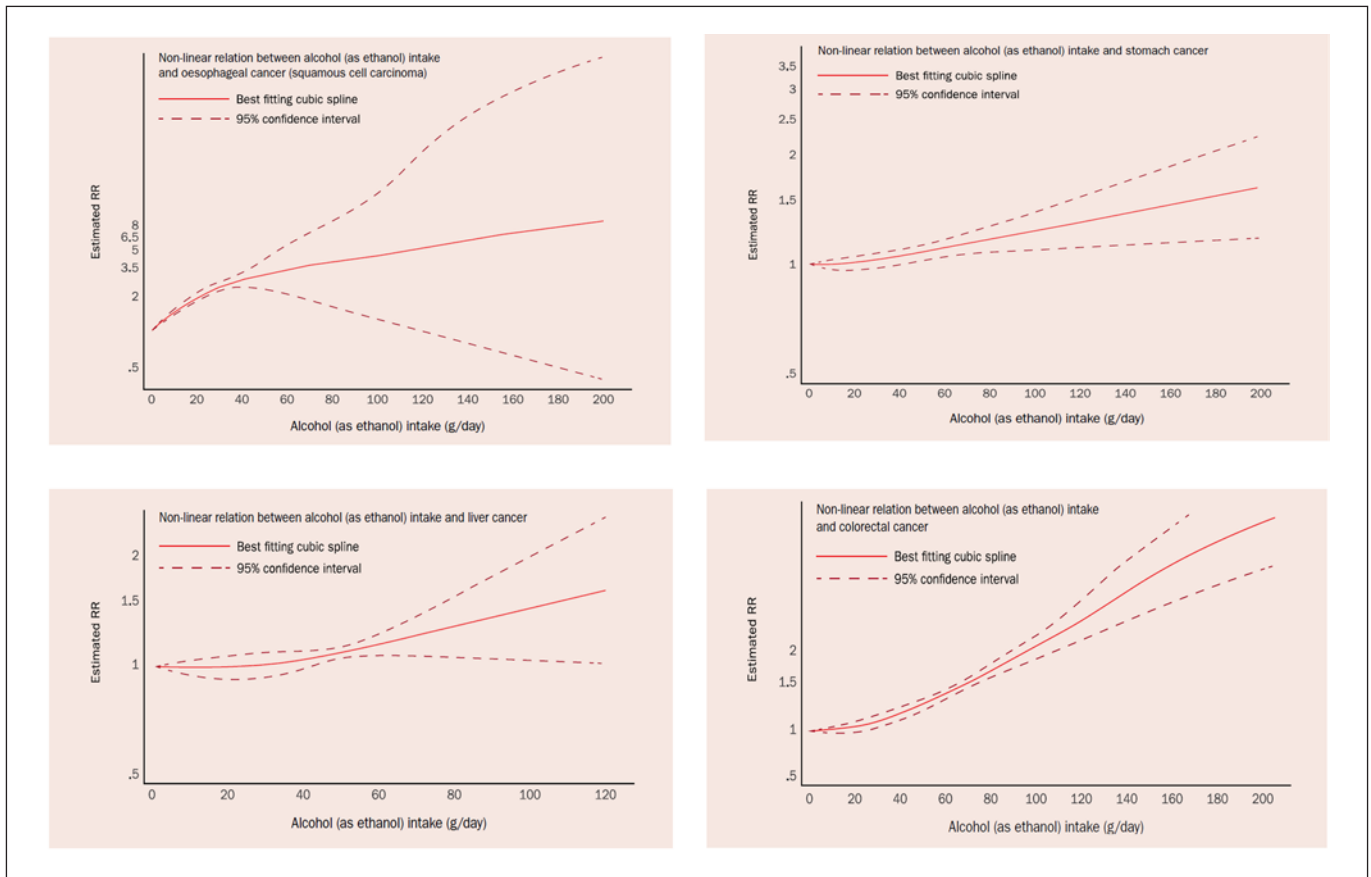 Non-linear relation between alcohol (as ethanol) intake
and oesophageal cancer (squamous cell carcinoma)
Best fitting cubic spline
95% confidence interval
Estimated RR
8
6.5
5
3.5
2
.5
0 20 40 60 80 100 120 140 160 200
Alcohol (as ethanol) intake (g/day)
Non-linear relation between alcohol (as ethanol) intake and stomach cancer
Best fitting cubic spline
95% confidence interval
Estimated RR
3.5
3
2.5
2
1.5
1
.5
0 20 40 60 80 100 120 140 160 180 200
Alcohol (as ethanol) intake (g/day)
Non-linear relation between alcohol (as ethanol) intake and liver cancer
Best fitting cubic spline
95% confidence interval
Estimated RR
2
1.5
1
.5
0 20 40 60 80 100 120
Alcohol (as ethanol) intake (g/day)
Non-linear relation between alcohol (as ethanol) intake
and colorectal cancer
Best fitting cubic spline
95% confidence interval
Estimated RR
2
1.5
1
.5
0 20 40 60 80 100 120 140 160 180 200
Alcohol (as ethanol) intake (g/day)